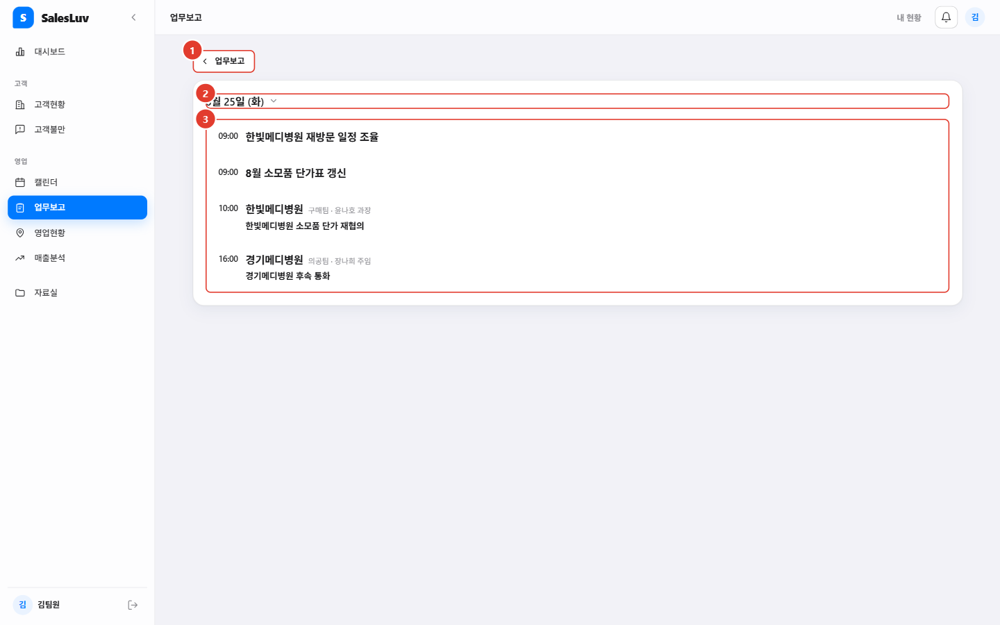 S SalesLuv
대시보드
고객
고객현황
고객불만
영업
캘린더
업무보고
영업현황
매출분석
자료실
김 김팀원
업무보고
내 현황
김
1
업무보고
2
월 25일 (화)
3
09:00 한빛메디병원 재방문 일정 조율
09:00 8월 소모품 단가표 갱신
10:00 한빛메디병원 구매팀 · 윤나호 과장
한빛메디병원 소모품 단가 재협의
16:00 경기메디병원 의공팀 · 장나희 주임
경기메디병원 후속 통화